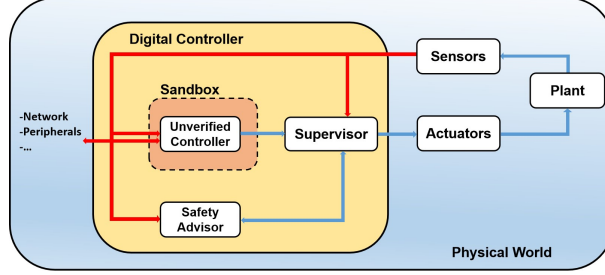 Digital Controller
Sensors
Sandbox
Plant
-Network
-Peripherals
-...
Unverified
Controller
Supervisor
Actuators
Safety
Advisor
Physical World